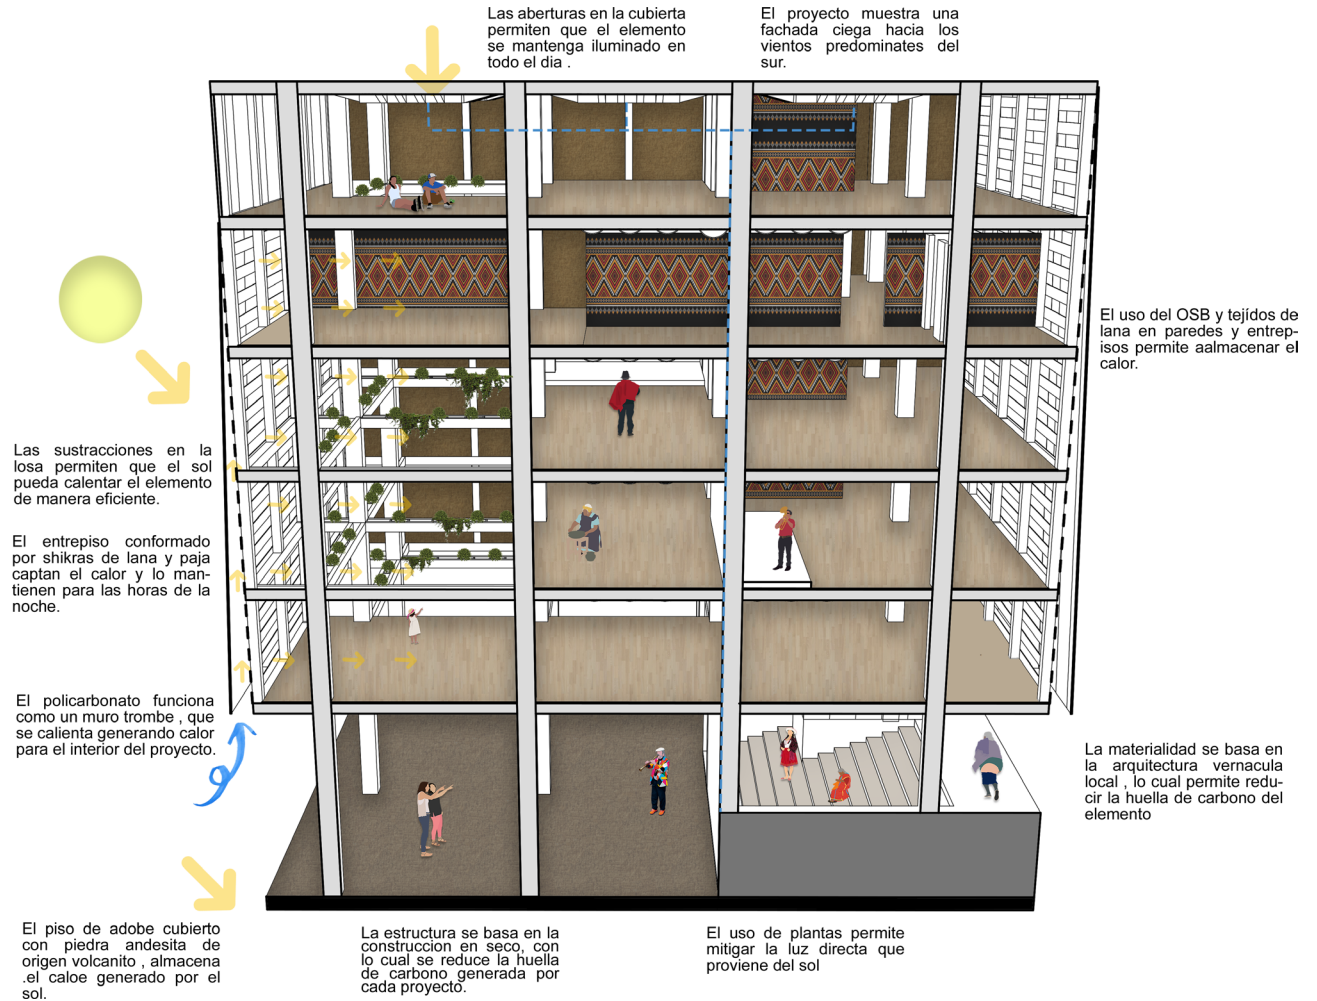 Las aberturas en la cubierta
permiten que el elemento
se mantenga iluminado en
todo el dia .
El proyecto muestra una
fachada ciega hacia los
vientos predominates del
sur.
El uso del OSB y tejídos de
lana en paredes y entrep-
isos permite aalmacenar el
calor.
Las sustracciones en la
losa permiten que el sol
pueda calentar el elemento
de manera eficiente.
El entrepiso conformado
por shikras de lana y paja
captan el calor y lo man-
tienen para las horas de la
noche.
El policarbonato funciona
como un muro trombe , que
se calienta generando calor
para el interior del proyecto.
La materialidad se basa en
la arquitectura vernacula
local , lo cual permite redu-
cir la huella de carbono del
elemento
El piso de adobe cubierto
con piedra andesita de
origen volcanito , almacena
.el caloe generado por el
sol.
La estructura se basa en la
construccion en seco, con
lo cual se reduce la huella
de carbono generada por
cada proyecto.
El uso de plantas permite
mitigar la luz directa que
proviene del sol